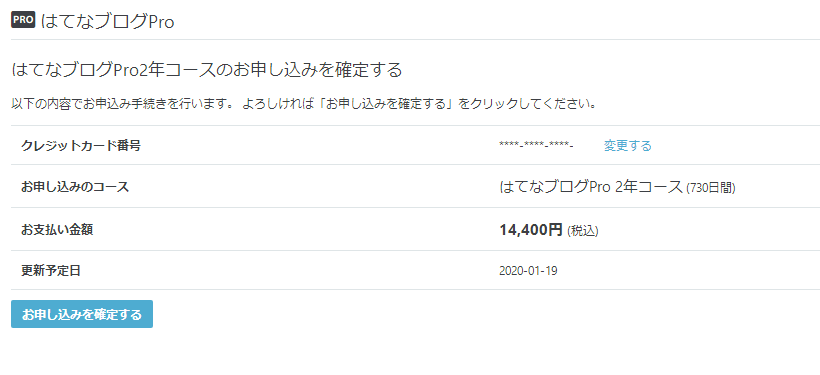 PRO はてなブログPro
はてなブログPro2年コースのお申し込みを確定する
以下の内容でお申込み手続きを行います。 よろしければ「お申し込みを確定する」をクリックしてください。
クレジットカード番号 ****-****-****- 変更する
お申し込みのコース はてなブログPro 2年コース (730日間)
お支払い金額 14,400円 (税込)
更新予定日 2020-01-19
お申し込みを確定する